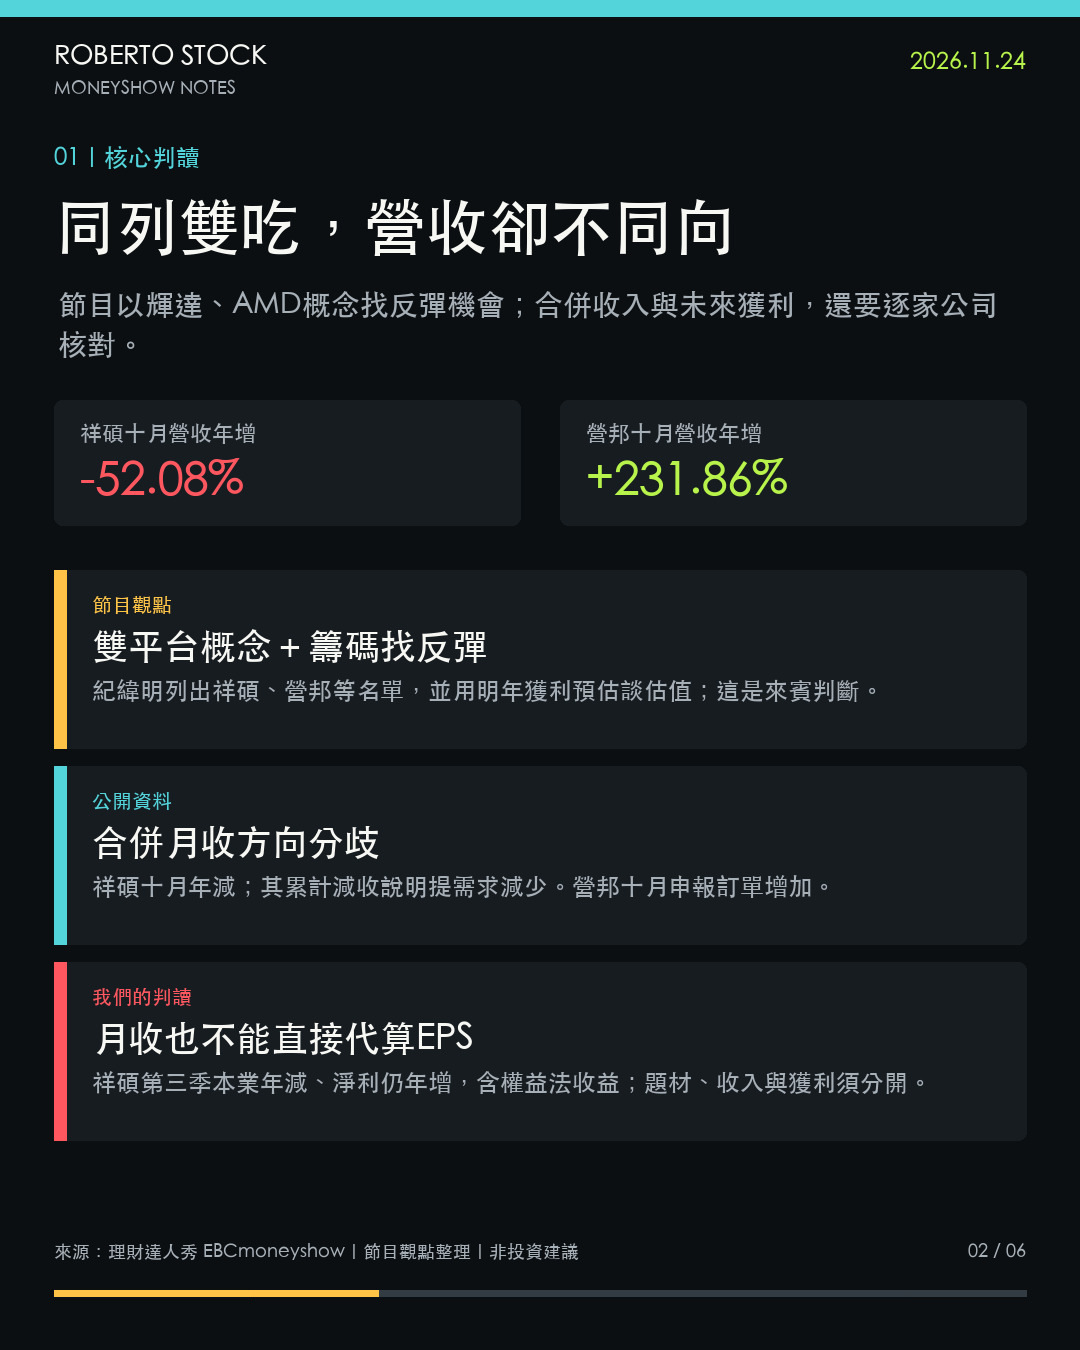 ROBERTO STOCK
MONEYSHOW NOTES
2026.11.24
01｜核心判讀
同列雙吃，營收卻不同向
節目以輝達、AMD概念找反彈機會；合併收入與未來獲利，還要逐家公司
核對。
祥碩十月營收年增
-52.08%
營邦十月營收年增
+231.86%
節目觀點
雙平台概念＋籌碼找反彈
紀緯明列出祥碩、營邦等名單，並用明年獲利預估談估值；這是來賓判斷。
公開資料
合併月收方向分歧
祥碩十月年減；其累計減收說明提需求減少。營邦十月申報訂單增加。
我們的判讀
月收也不能直接代算EPS
祥碩第三季本業年減、淨利仍年增，含權益法收益；題材、收入與獲利須分開。
來源：理財達人秀 EBCmoneyshow｜節目觀點整理｜非投資建議
02 / 06